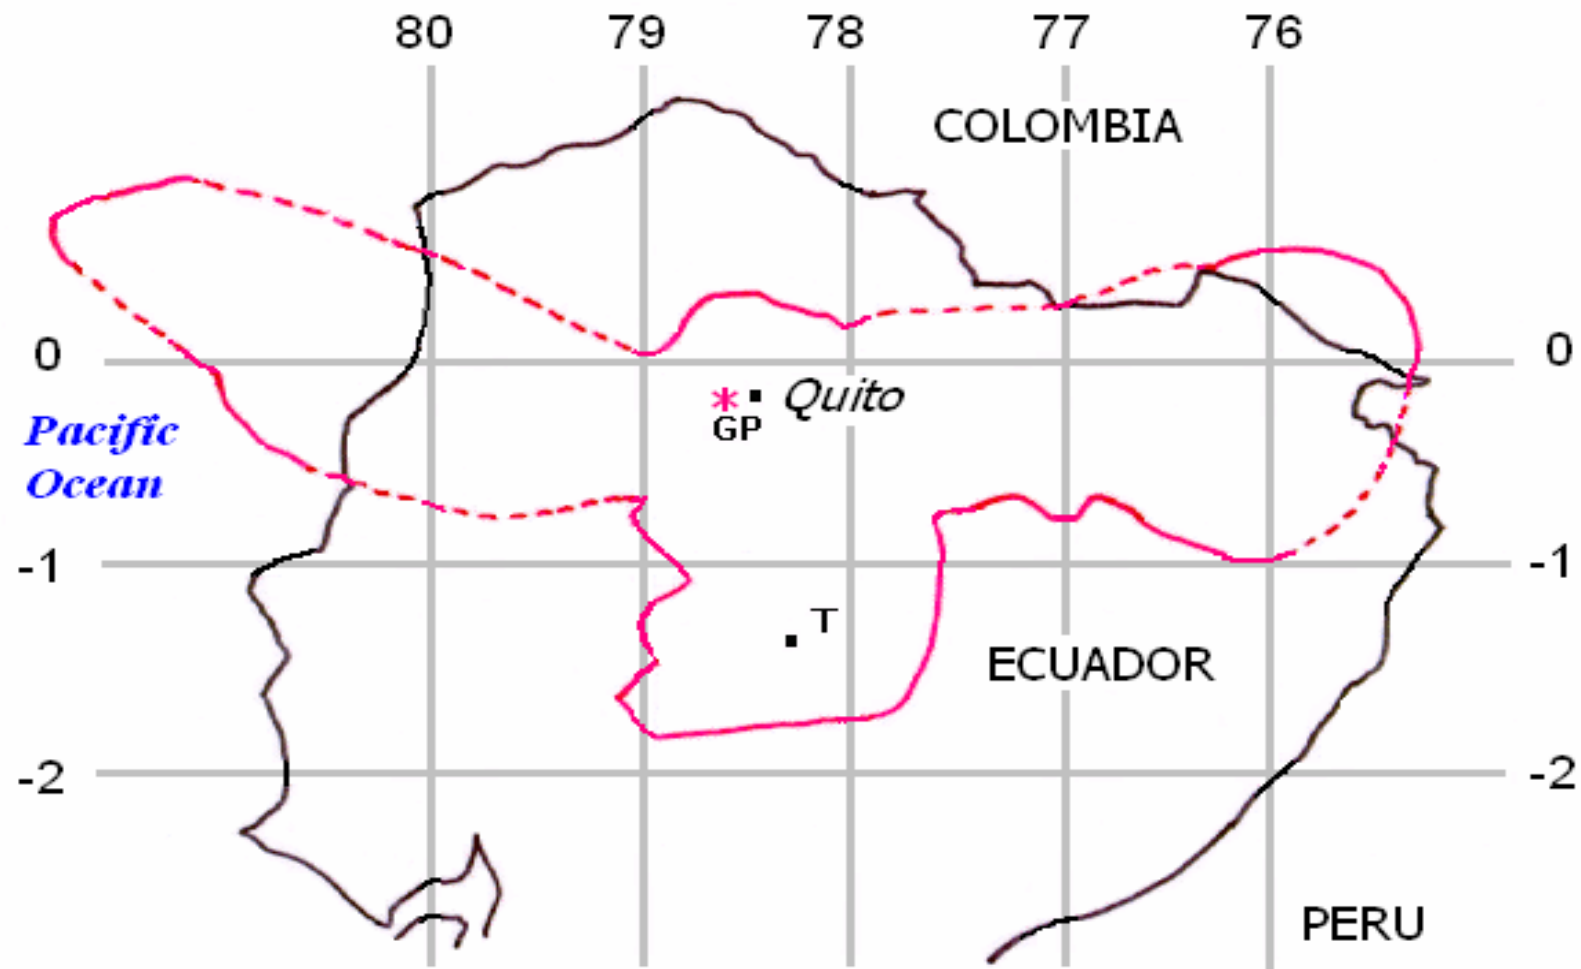 80 79 78 77 76
COLOMBIA
0 0
Quito
* GP
Pacific
Ocean
-1 -1
T
ECUADOR
-2 -2
PERU